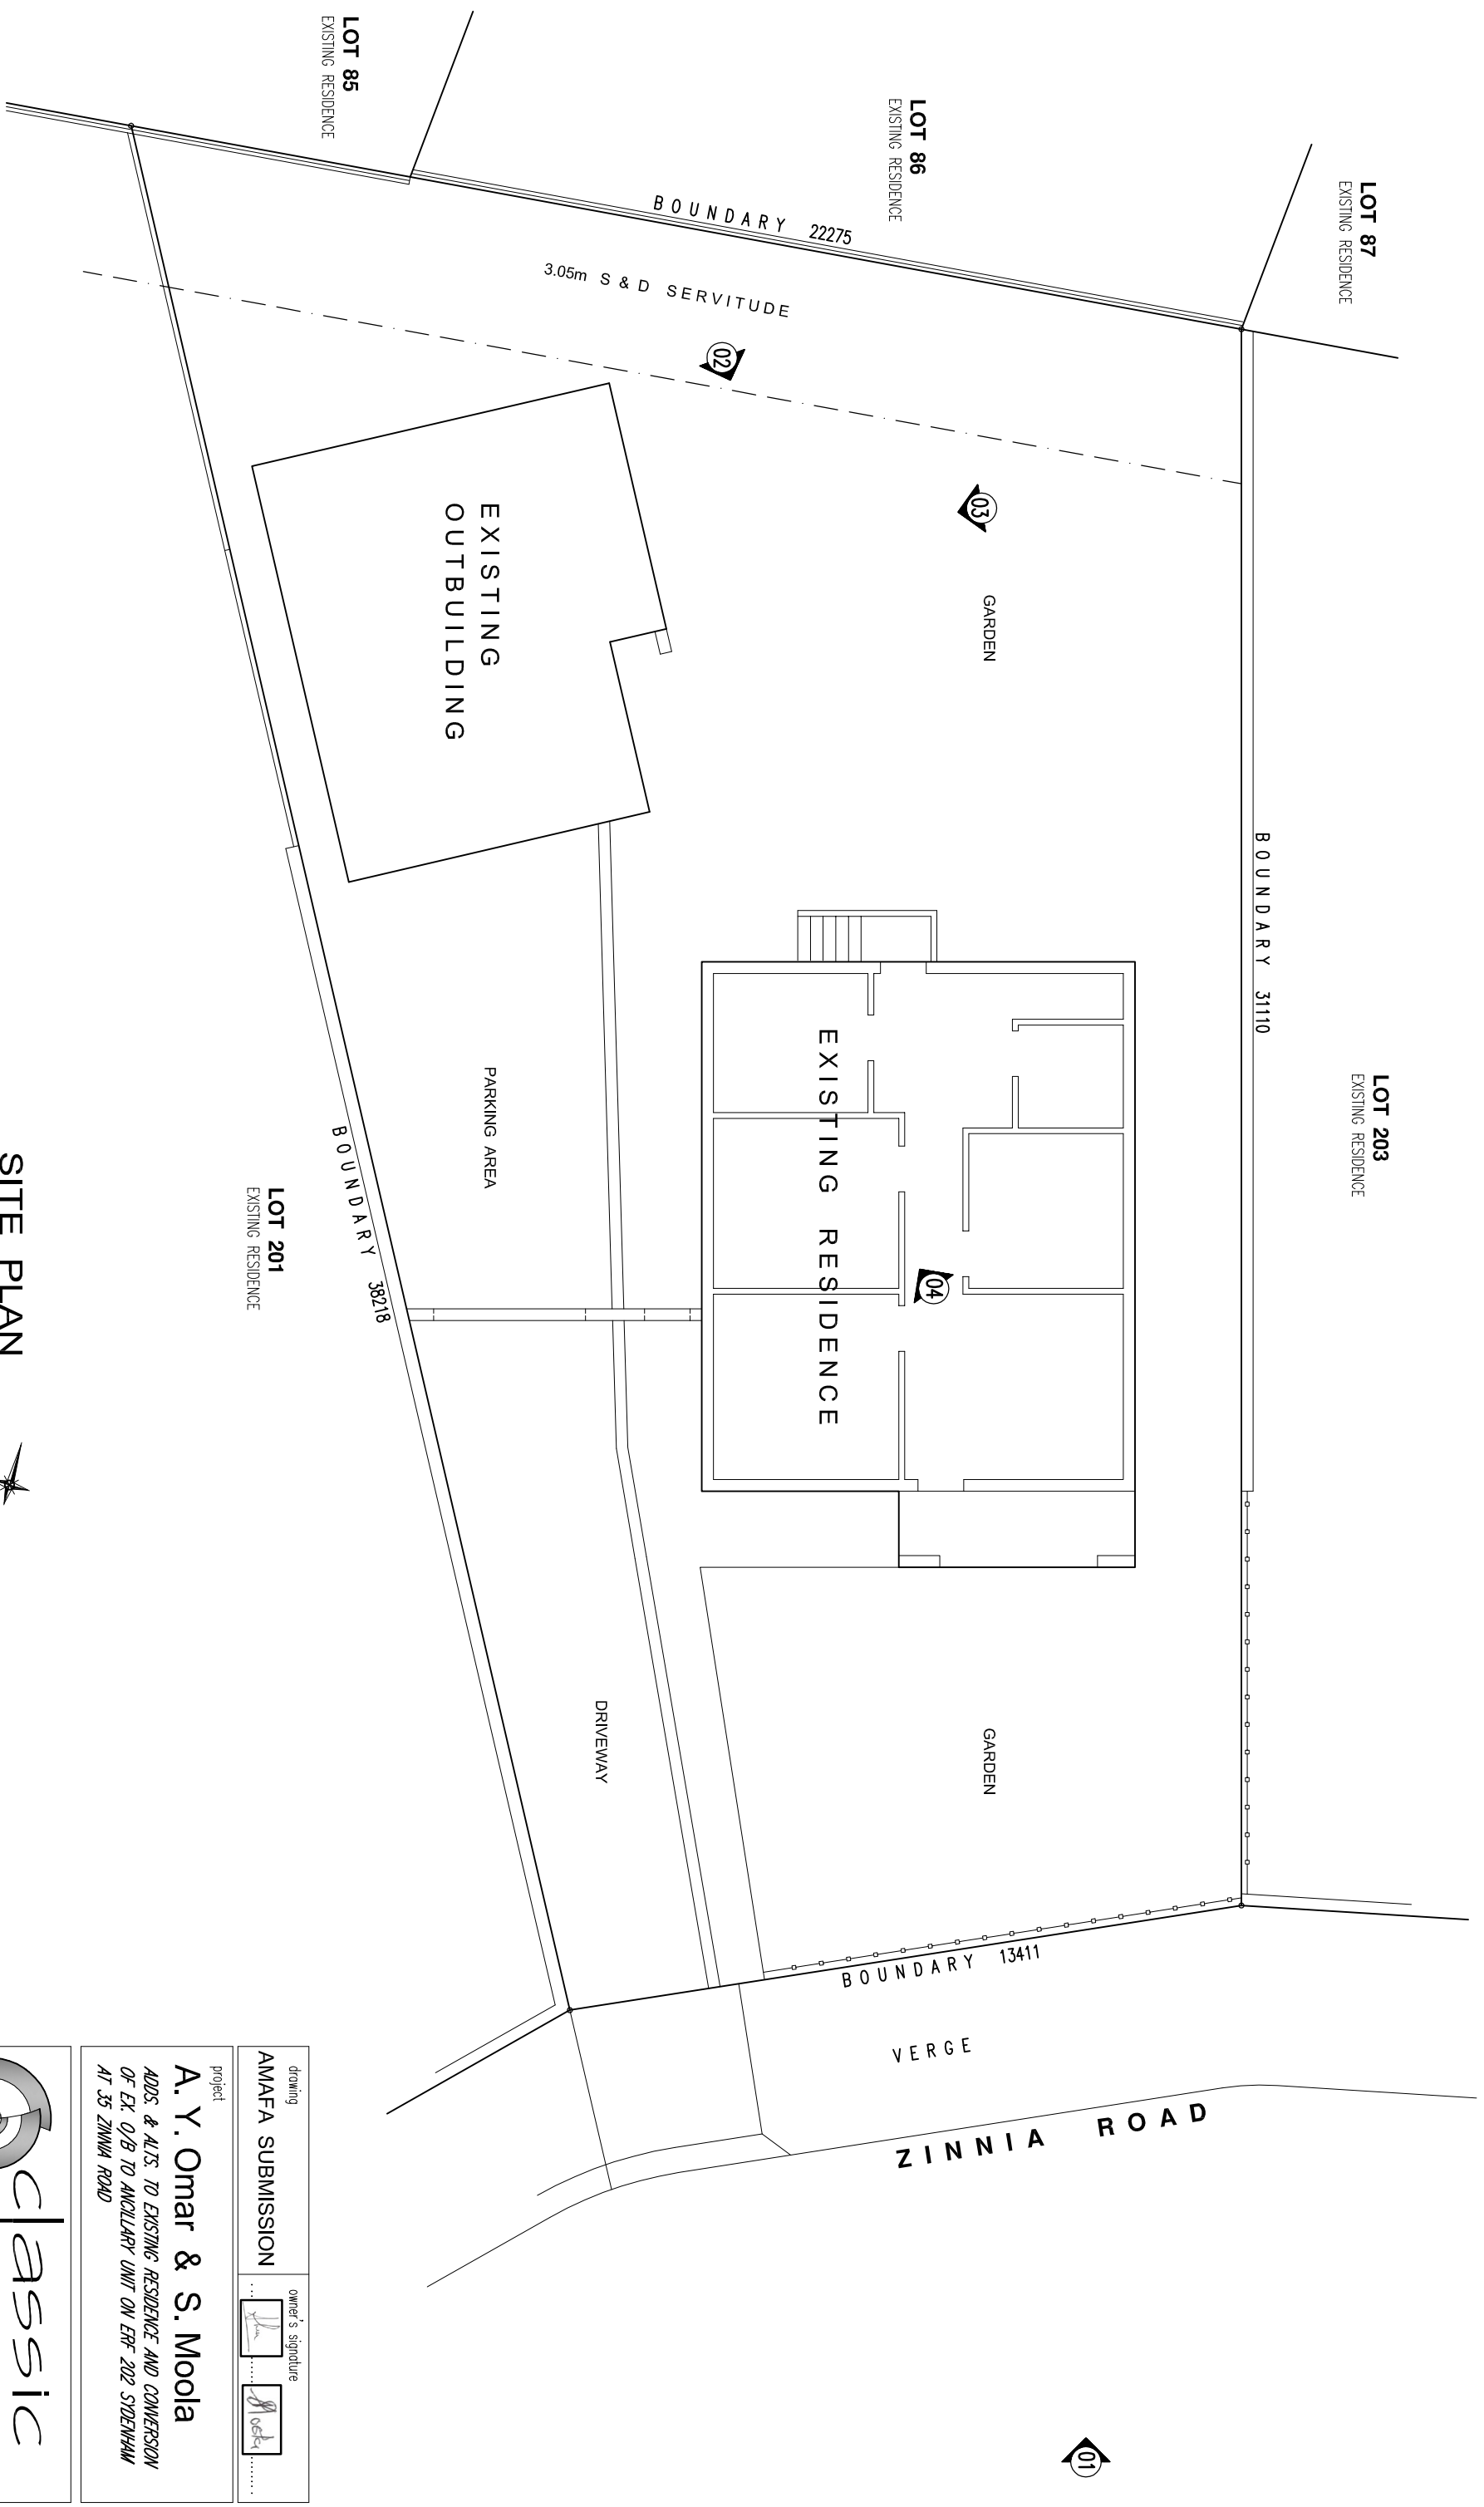 LOT 87
EXISTING RESIDENCE
LOT 86
EXISTING RESIDENCE
LOT 85
EXISTING RESIDENCE
BOUNDARY 22275
3.05m S & D SERVITUDE
02
03
GARDEN
EXISTING
OUTBUILDING
BOUNDARY 31110
LOT 203
EXISTING RESIDENCE
EXISTING RESIDENCE
04
PARKING AREA
BOUNDARY 38218
LOT 201
EXISTING RESIDENCE
SITE PLAN
GARDEN
DRIVEWAY
BOUNDARY 13411
VERGE
ZINNIA ROAD
01
drawing
AMAFA SUBMISSION
owner's signature
project
A. Y. Omar & S. Moola
ADDS. & ALTS. TO EXISTING RESIDENCE AND CONVERSION
OF EX. O/B TO ANCILLARY UNIT ON ERF 202 SYDENHAM
AT 35 ZINNIA ROAD
classic